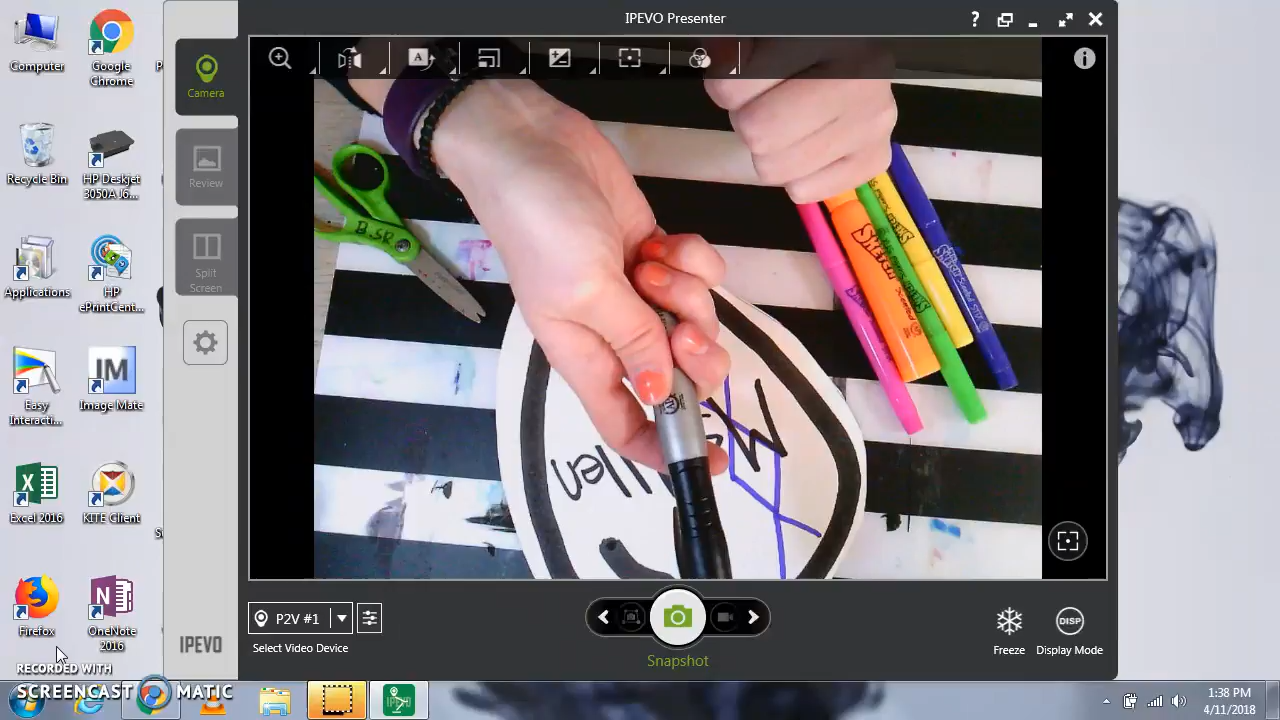 IPEVO Presenter
?
Camera
Review
Split
Screen
IPEVO
Computer
Google
Chrome
Recycle Bin
HP Deskjet
3050A J6...
Applications
HP
ePrintCent...
Easy
Interacti...
Image Mate
Excel 2016
KITE Client
Firefox
OneNote
2016
RECORDED WITH
SCREENCAST MATIC
B SR
llen
P2V #1
Select Video Device
Snapshot
Freeze
DISP
Display Mode
1:38 PM
4/11/2018